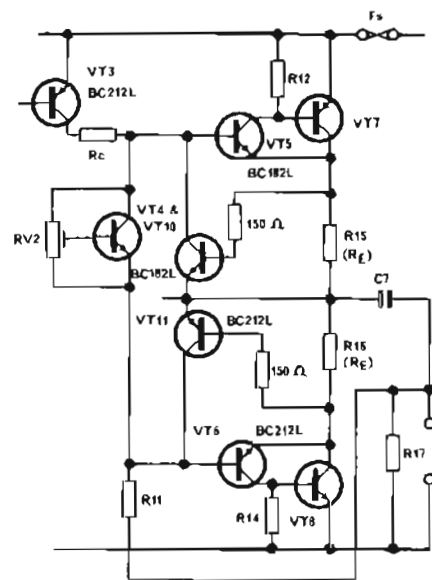 Fs
VT3
BC212L
R12
VT7
VT5
Rc
BC182L
VT4 &
VT10
150 Ω
RV2
R15
(RE)
BC182L
C7
VT11
BC212L
R16
(RE)
150 Ω
VT6
BC212L
R17
R11
R14
VT8